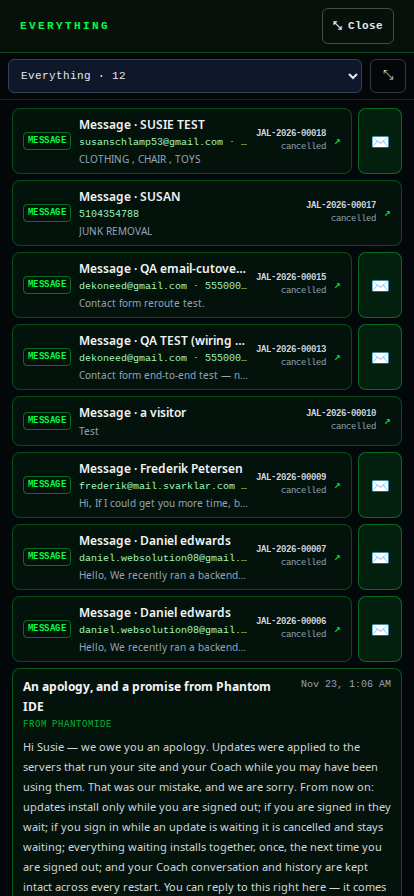 EVERYTHING
⤡ Close
Everything · 12
MESSAGE
Message · SUSIE TEST
susanschlamp53@gmail.com · …
CLOTHING , CHAIR , TOYS
JAL-2026-00018 ↗
cancelled
MESSAGE
Message · SUSAN
5104354788
JUNK REMOVAL
JAL-2026-00017 ↗
cancelled
MESSAGE
Message · QA email-cutove…
dekoneed@gmail.com · 555000…
Contact form reroute test.
JAL-2026-00015 ↗
cancelled
MESSAGE
Message · QA TEST (wiring …
dekoneed@gmail.com · 555000…
Contact form end-to-end test — n…
JAL-2026-00013 ↗
cancelled
MESSAGE
Message · a visitor
Test
JAL-2026-00010 ↗
cancelled
MESSAGE
Message · Frederik Petersen
frederik@mail.svarklar.com …
Hi, If I could get you more time, b…
JAL-2026-00009 ↗
cancelled
MESSAGE
Message · Daniel edwards
daniel.websolution08@gmail.…
Hello, We recently ran a backend…
JAL-2026-00007 ↗
cancelled
MESSAGE
Message · Daniel edwards
daniel.websolution08@gmail.…
Hello, We recently ran a backend…
JAL-2026-00006 ↗
cancelled
An apology, and a promise from Phantom
IDE
Nov 23, 1:06 AM
FROM PHANTOMIDE
Hi Susie — we owe you an apology. Updates were applied to the
servers that run your site and your Coach while you may have been
using them. That was our mistake, and we are sorry. From now on:
updates install only while you are signed out; if you are signed in they
wait; if you sign in while an update is waiting it is cancelled and stays
waiting; everything waiting installs together, once, the next time you
are signed out; and your Coach conversation and history are kept
intact across every restart. You can reply to this right here — it comes